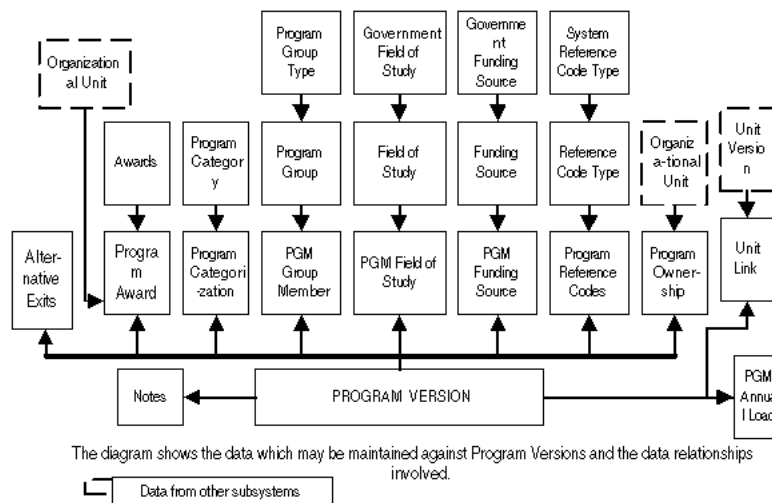 Program
Group
Type
Government
Field of
Study
Governme
nt
Funding
Source
System
Reference
Code Type
Organization
al Unit
Awards
Program
Categor
y
Program
Group
Field of
Study
Funding
Source
Reference
Code Type
Organiz
a-tional
Unit
Unit
Versio
n
Alter-
native
Exits
Progra
m
Award
Program
Categori-
zation
PGM
Group
Member
PGM Field of
Study
PGM
Funding
Source
Program
Reference
Codes
Program
Owner-
ship
Unit
Link
Notes
PROGRAM VERSION
PGM
Annua
l Load
The diagram shows the data which may be maintained against Program Versions and the data relationships
involved.
Data from other subsystems